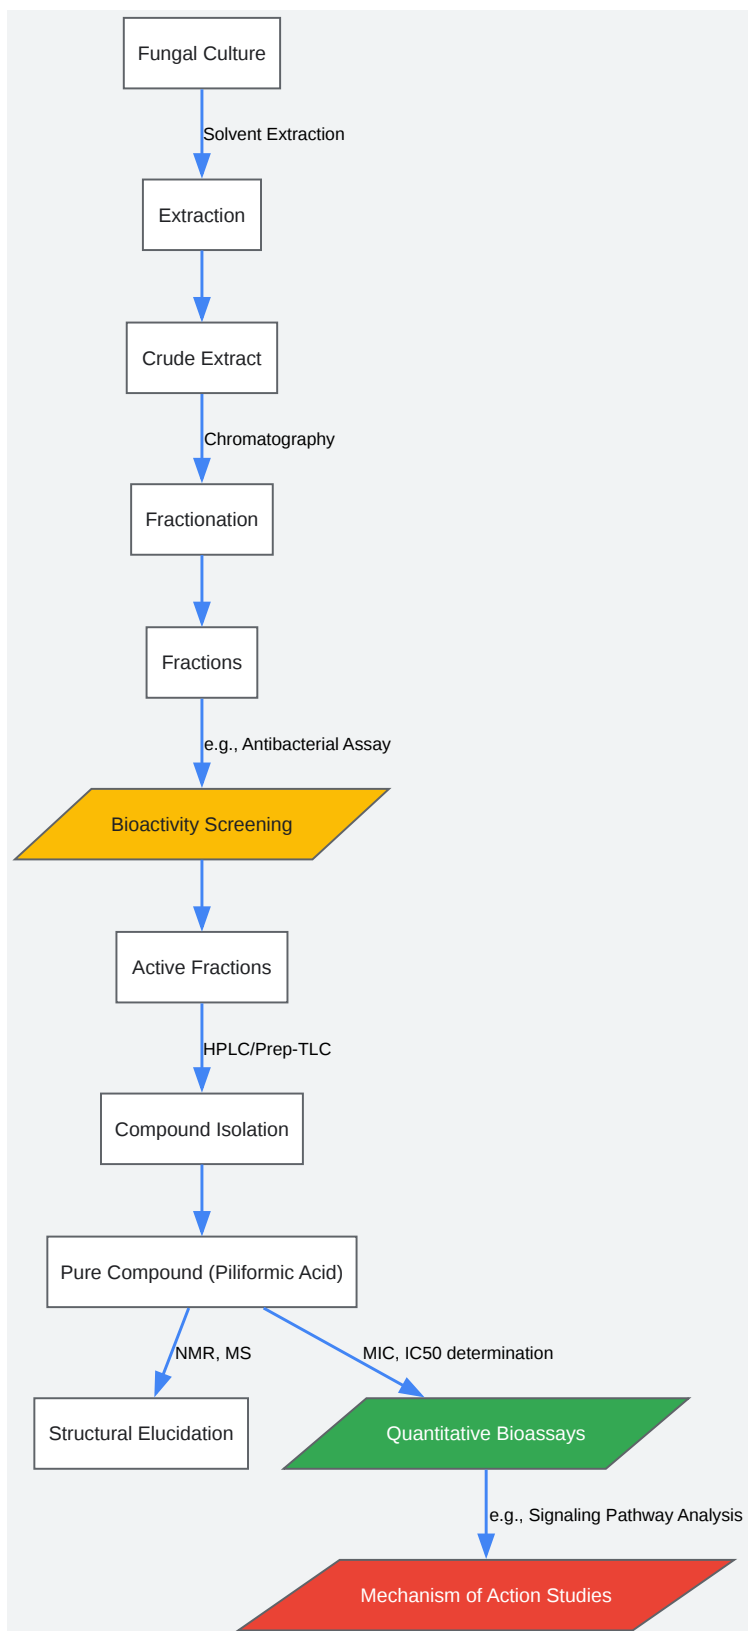 Fungal Culture
Solvent Extraction
Extraction
Crude Extract
Chromatography
Fractionation
Fractions
e.g., Antibacterial Assay
Bioactivity Screening
Active Fractions
HPLC/Prep-TLC
Compound Isolation
Pure Compound (Piliformic Acid)
NMR, MS
MIC, IC50 determination
Structural Elucidation
Quantitative Bioassays
e.g., Signaling Pathway Analysis
Mechanism of Action Studies